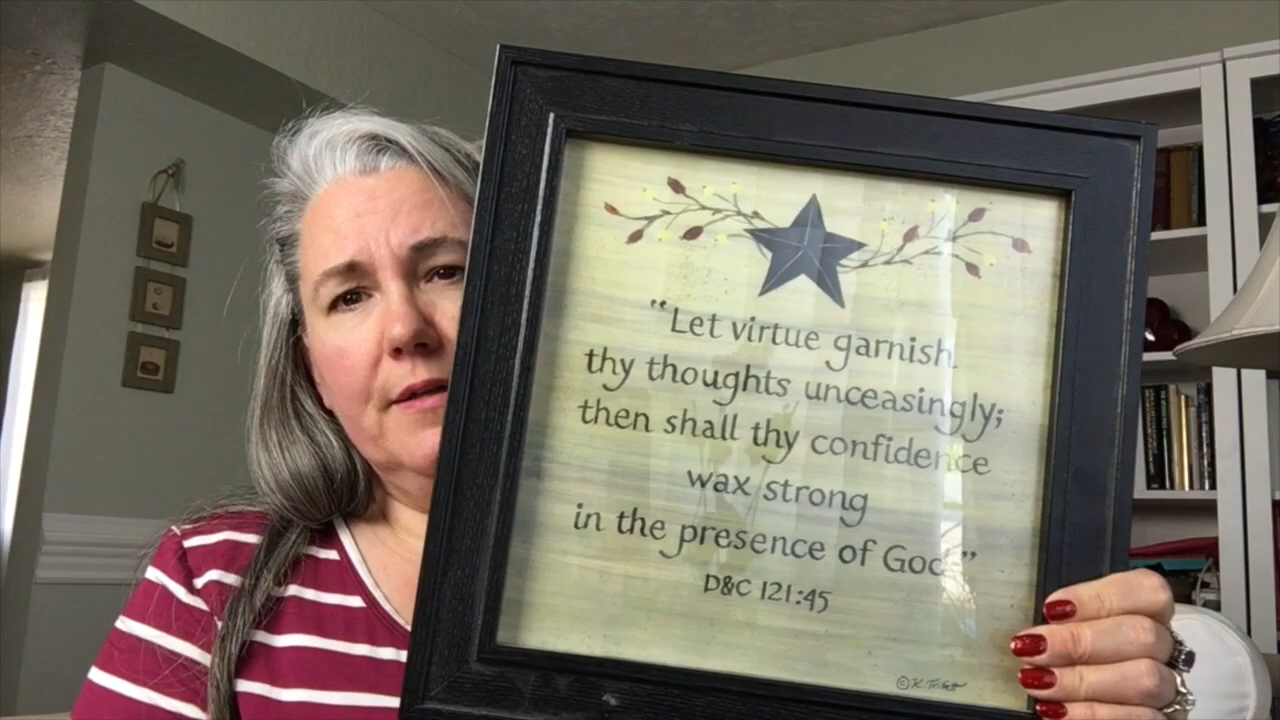 “Let virtue garnish
thy thoughts unceasingly;
then shall thy confidence
wax strong
in the presence of God.”
D&C 121:45